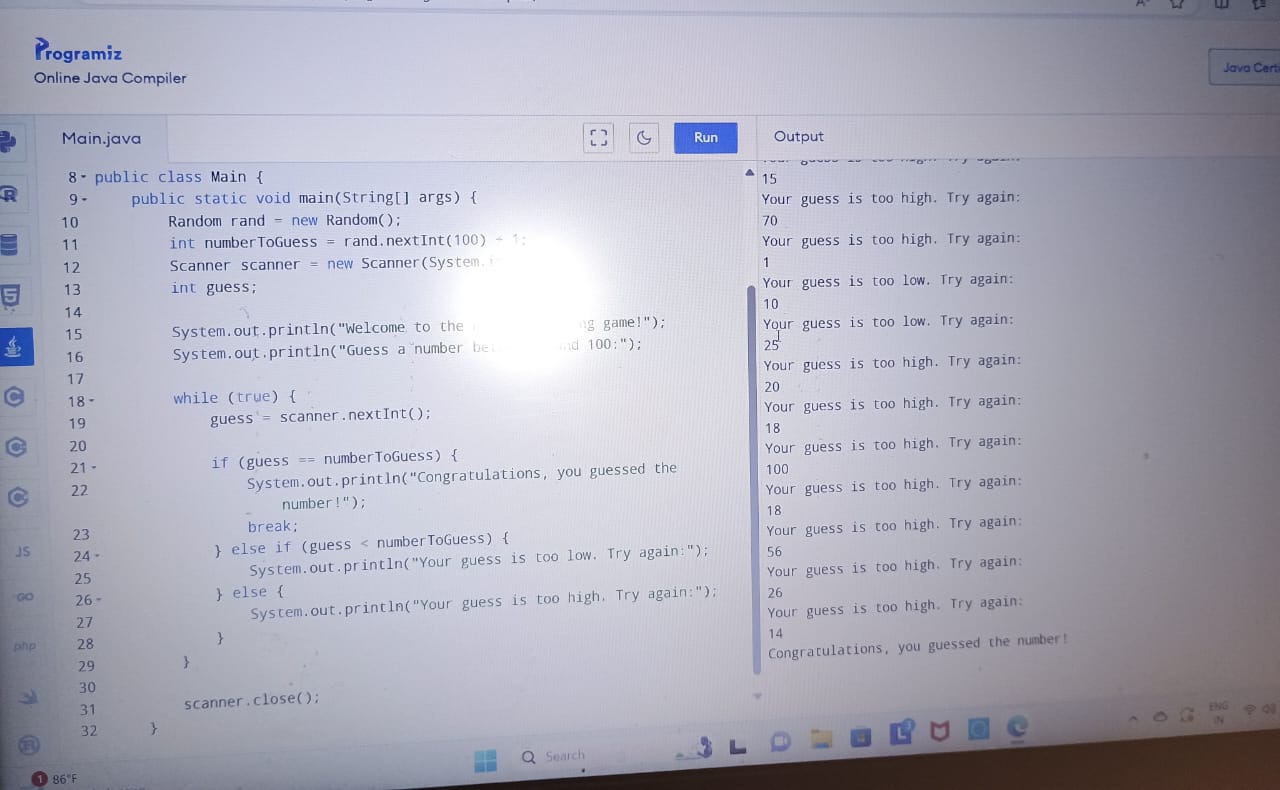 Programiz
Online Java Compiler
Java Certi
Main.java
Run
Output
8 public class Main {
9 public static void main(String[] args) {
10 Random rand = new Random();
11 int numberToGuess = rand.nextInt(100) + 1;
12 Scanner scanner = new Scanner(System.i
13 int guess;
14
15 System.out.println("Welcome to the ng game!");
16 System.out.println("Guess a number be nd 100:");
17
18 while (true) {
19 guess = scanner.nextInt();
20
21 if (guess == numberToGuess) {
22 System.out.println("Congratulations, you guessed the
number!");
23 break;
24 } else if (guess < numberToGuess) {
25 System.out.println("Your guess is too low. Try again:");
26 } else {
27 System.out.println("Your guess is too high. Try again:");
28 }
29 }
30
31 scanner.close();
32 }
Your guess is too high. Try again:
15
Your guess is too high. Try again:
70
Your guess is too high. Try again:
1
Your guess is too low. Try again:
10
Your guess is too low. Try again:
25
Your guess is too high. Try again:
20
Your guess is too high. Try again:
18
Your guess is too high. Try again:
100
Your guess is too high. Try again:
18
Your guess is too high. Try again:
56
Your guess is too high. Try again:
26
Your guess is too high. Try again:
14
Congratulations, you guessed the number!
JS
GO
php
Search
ENG
IN
1 86°F